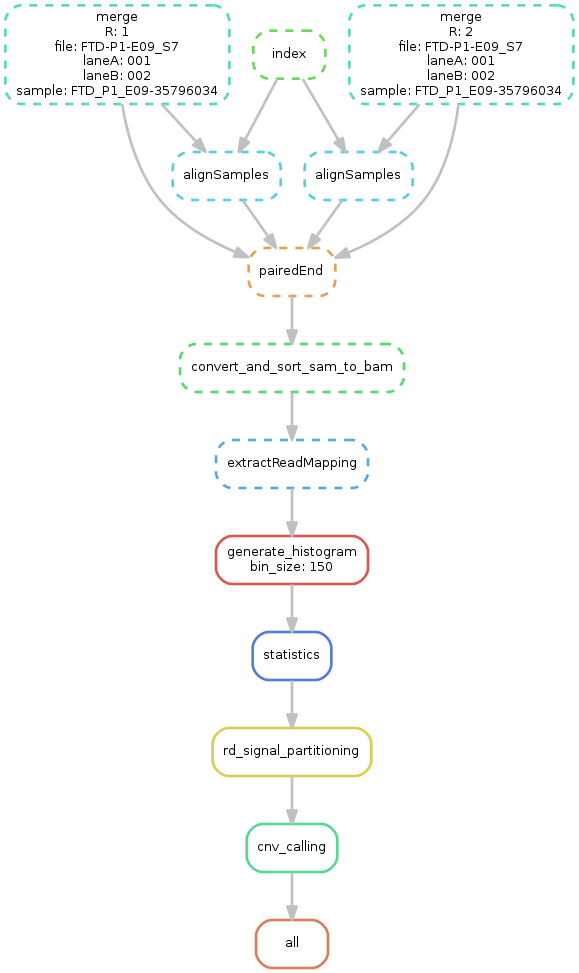 merge
R: 1
file: FTD-P1-E09_S7
laneA: 001
laneB: 002
sample: FTD_P1_E09-35796034
index
merge
R: 2
file: FTD-P1-E09_S7
laneA: 001
laneB: 002
sample: FTD_P1_E09-35796034
alignSamples
alignSamples
pairedEnd
convert_and_sort_sam_to_bam
extractReadMapping
generate_histogram
bin_size: 150
statistics
rd_signal_partitioning
cnv_calling
all